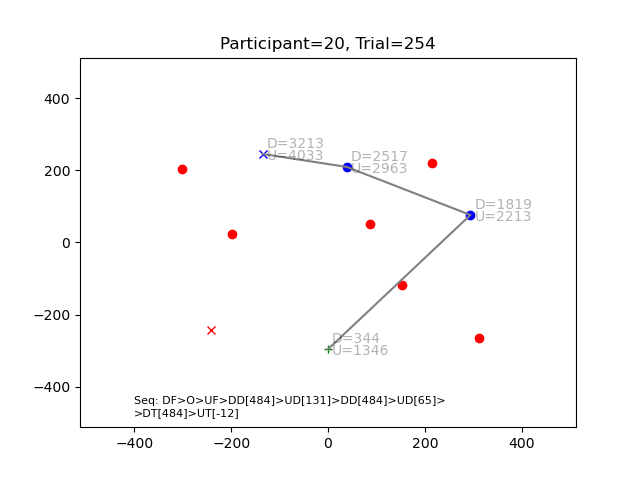 Participant=20, Trial=254
400
200
0
−200
−400
D=3213
U=4033
D=2517
U=2963
D=1819
U=2213
D=344
U=1346
Seq: DF>O>UF>DD[484]>UD[131]>DD[484]>UD[65]>
>DT[484]>UT[-12]
−400 −200 0 200 400